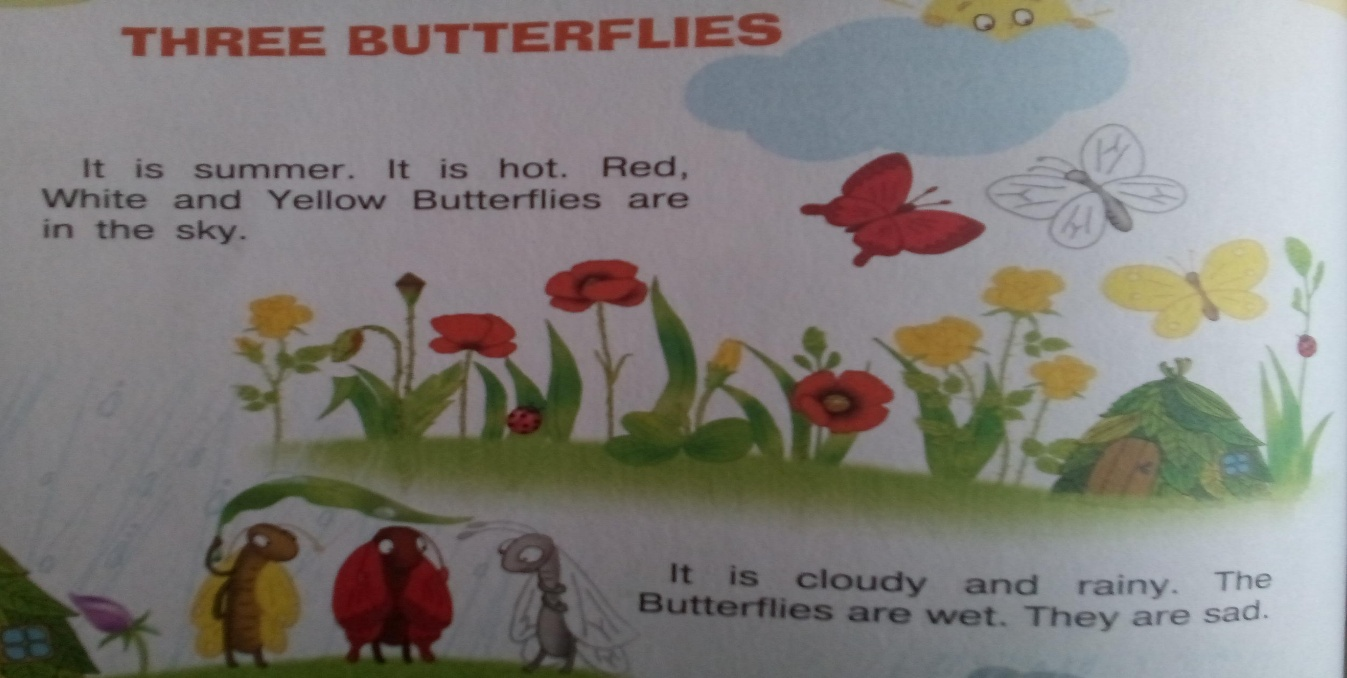 THREE BUTTERFLIES
It is summer. It is hot. Red,
White and Yellow Butterflies are
in the sky.
It is cloudy and rainy. The
Butterflies are wet. They are sad.